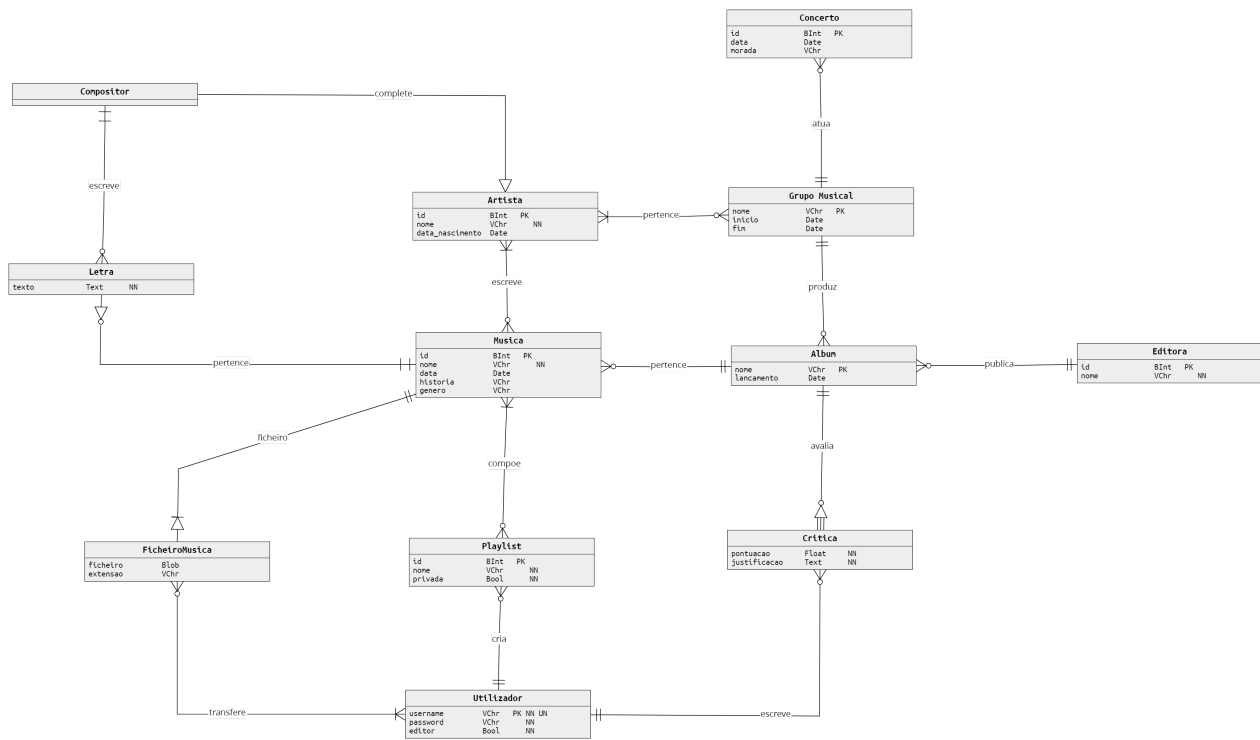 Concerto
id BInt PK
data Date
morada VChr
Compositor
complete
atua
escreve
Artista
id BInt PK
nome VChr NN
data_nascimento Date
pertence
Grupo Musical
nome VChr PK
inicio Date
fim Date
Letra
texto Text NN
escreve
produz
pertence
Musica
id BInt PK
nome VChr NN
data Date
historia VChr
genero VChr
pertence
Album
nome VChr PK
lancamento Date
publica
Editora
id BInt PK
nome VChr NN
ficheiro
compoe
avalia
FicheiroMusica
ficheiro Blob
extensao VChr
Playlist
id BInt PK
nome VChr NN
privada Bool NN
Critica
pontuacao Float NN
justificacao Text NN
cria
transfere
Utilizador
username VChr PK NN UN
password VChr NN
editor Bool NN
escreve